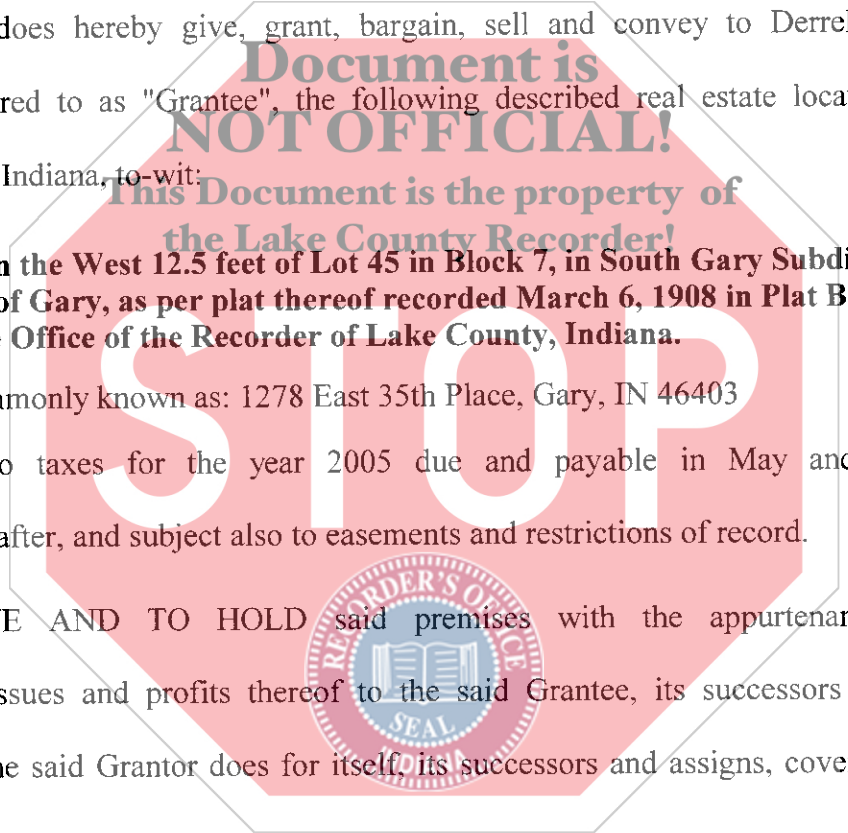 does hereby give, grant, bargain, sell and convey to Derrel
Document is
red to as "Grantee", the following described real estate loca
NOT OFFICIAL!
Indiana, to-wit:
This Document is the property of
the Lake County Recorder!
n the West 12.5 feet of Lot 45 in Block 7, in South Gary Subdi
of Gary, as per plat thereof recorded March 6, 1908 in Plat B
Office of the Recorder of Lake County, Indiana.
STOP
mmonly known as: 1278 East 35th Place, Gary, IN 46403
o taxes for the year 2005 due and payable in May and
after, and subject also to easements and restrictions of record.
RECORDER'S OFFICE
E AND TO HOLD said premises with the appurtenan
ssues and profits thereof to the said Grantee, its successors
SEAL
INDIANA
e said Grantor does for itself, its successors and assigns, cove